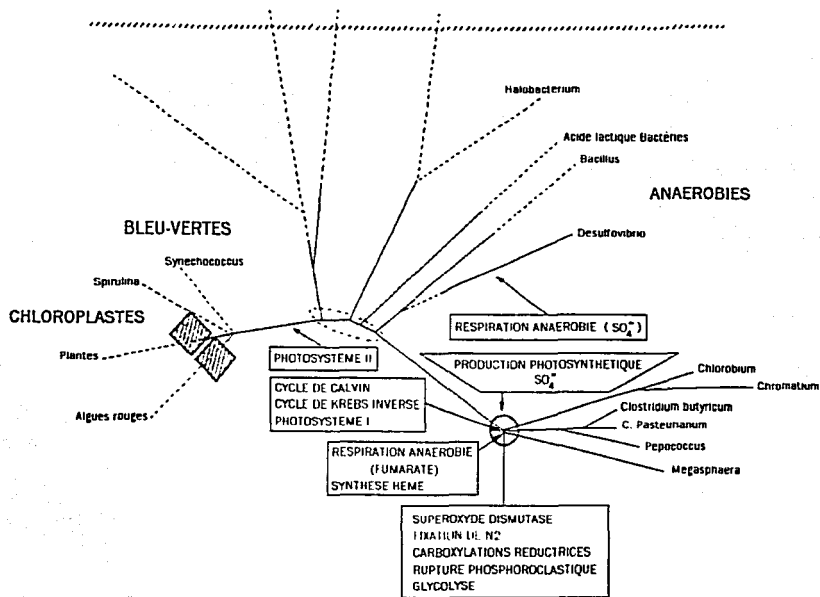 Halobacterium
Acide lactique Bactéries
Bacillus
ANAEROBIES
BLEU-VERTES
Desulfovibrio
Synechococcus
Spirulina
CHLOROPLASTES
RESPIRATION ANAEROBIE (SO4=)
Plantes
PHOTOSYSTEME II
PRODUCTION PHOTOSYNTHETIQUE
SO4=
Chlorobium
Chromatium
CYCLE DE CALVIN
CYCLE DE KREBS INVERSE
PHOTOSYSTEME I
Algues rouges
Clostridium butyricum
C. Pasteurianum
Pepococcus
Megasphaera
RESPIRATION ANAEROBIE
(FUMARATE)
SYNTHESE HEME
SUPEROXYDE DISMUTASE
FIXATION DE N2
CARBOXYLATIONS REDUCTRICES
RUPTURE PHOSPHOROCLASTIQUE
GLYCOLYSE